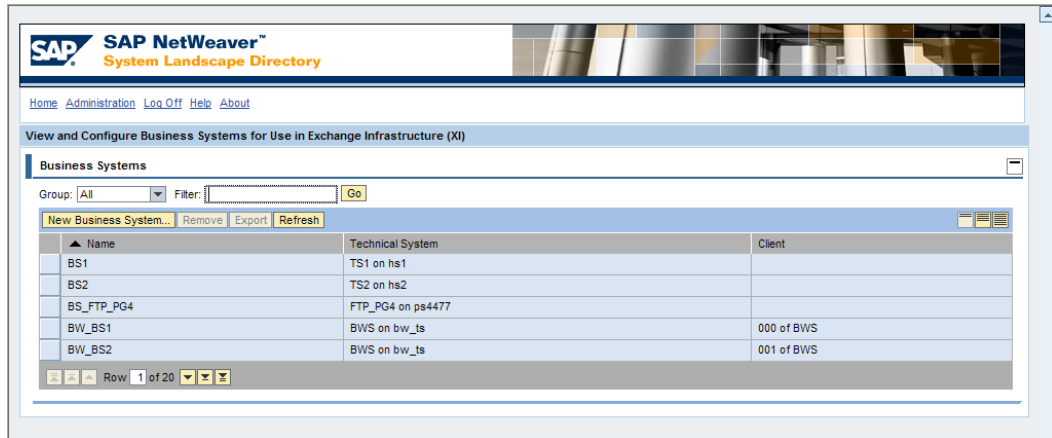 SAP SAP NetWeaver™
System Landscape Directory
Home Administration Log Off Help About
View and Configure Business Systems for Use in Exchange Infrastructure (XI)
Business Systems
Group: All Filter: Go
New Business System... Remove Export Refresh
Name Technical System Client
BS1 TS1 on hs1
BS2 TS2 on hs2
BS_FTP_PG4 FTP_PG4 on ps4477
BW_BS1 BWS on bw_ts 000 of BWS
BW_BS2 BWS on bw_ts 001 of BWS
Row 1 of 20